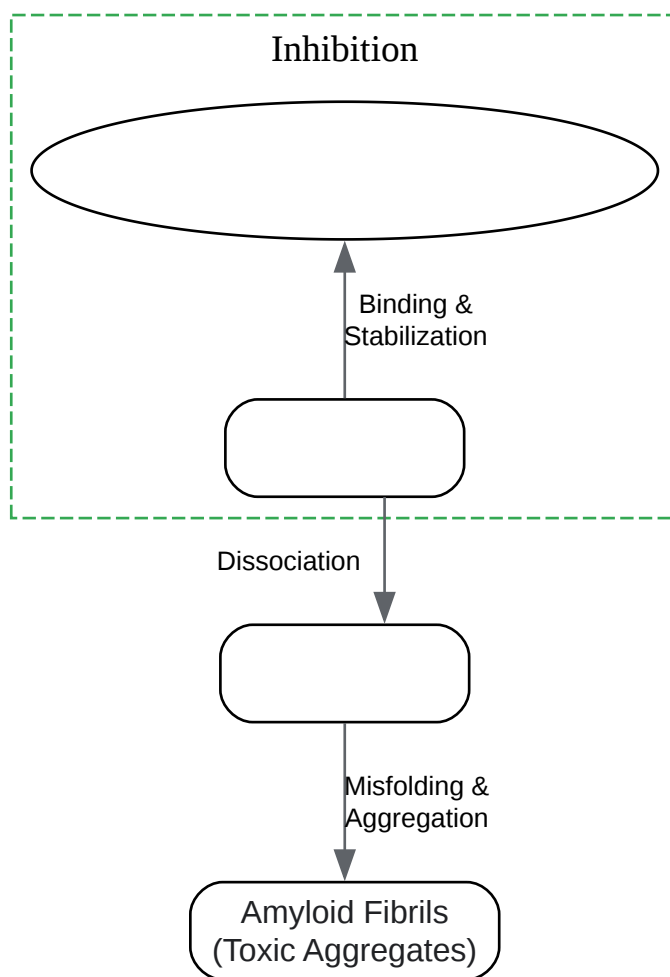 Inhibition
Binding &
Stabilization
Dissociation
Misfolding &
Aggregation
Amyloid Fibrils
(Toxic Aggregates)